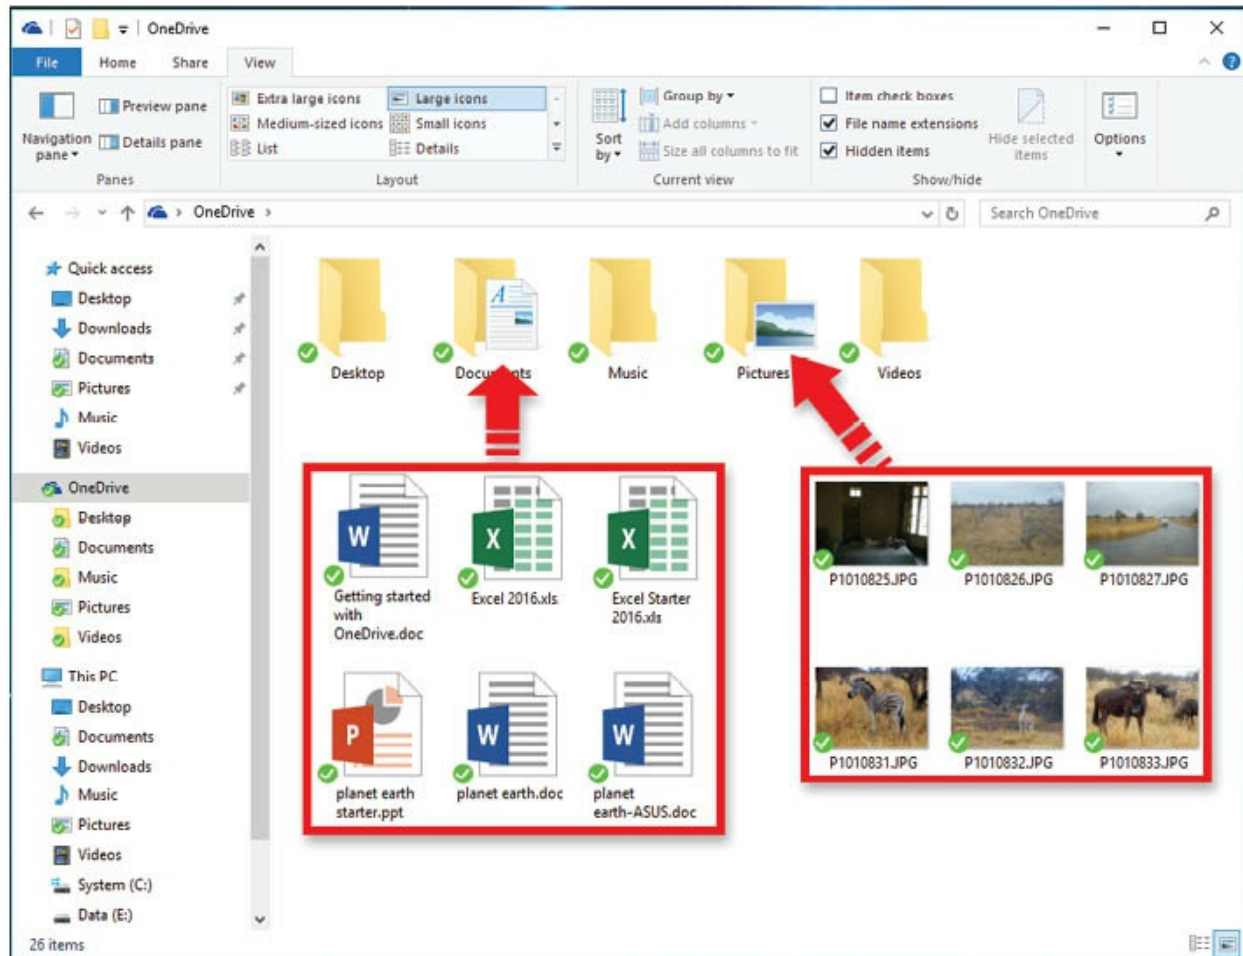 OneDrive
File Home Share View
Navigation pane
Preview pane
Details pane
Panes
Extra large icons Large icons
Medium-sized icons Small icons
List Details
Layout
Sort by
Group by
Add columns
Size all columns to fit
Current view
Item check boxes
File name extensions
Hidden items
Hide selected items
Show/hide
Options
OneDrive
Search OneDrive
Quick access
Desktop
Downloads
Documents
Pictures
Music
Videos
OneDrive
Desktop
Documents
Music
Pictures
Videos
This PC
Desktop
Documents
Downloads
Music
Pictures
Videos
System (C:)
Data (E:)
26 items
Desktop Documents Music Pictures Videos
W
X
X
Getting started
with
OneDrive.doc
Excel 2016.xls
Excel Starter
2016.xls
P
W
W
planet earth
starter.ppt
planet earth.doc
planet
earth-ASUS.doc
P1010825.JPG P1010826.JPG P1010827.JPG
P1010831.JPG P1010832.JPG P1010833.JPG